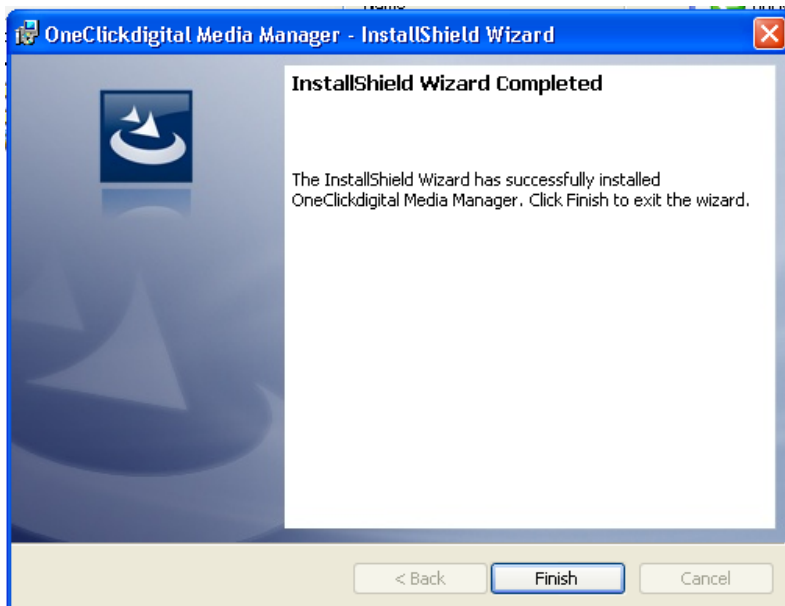 OneClickdigital Media Manager - InstallShield Wizard
InstallShield Wizard Completed
The InstallShield Wizard has successfully installed
OneClickdigital Media Manager. Click Finish to exit the wizard.
< Back
Finish
Cancel